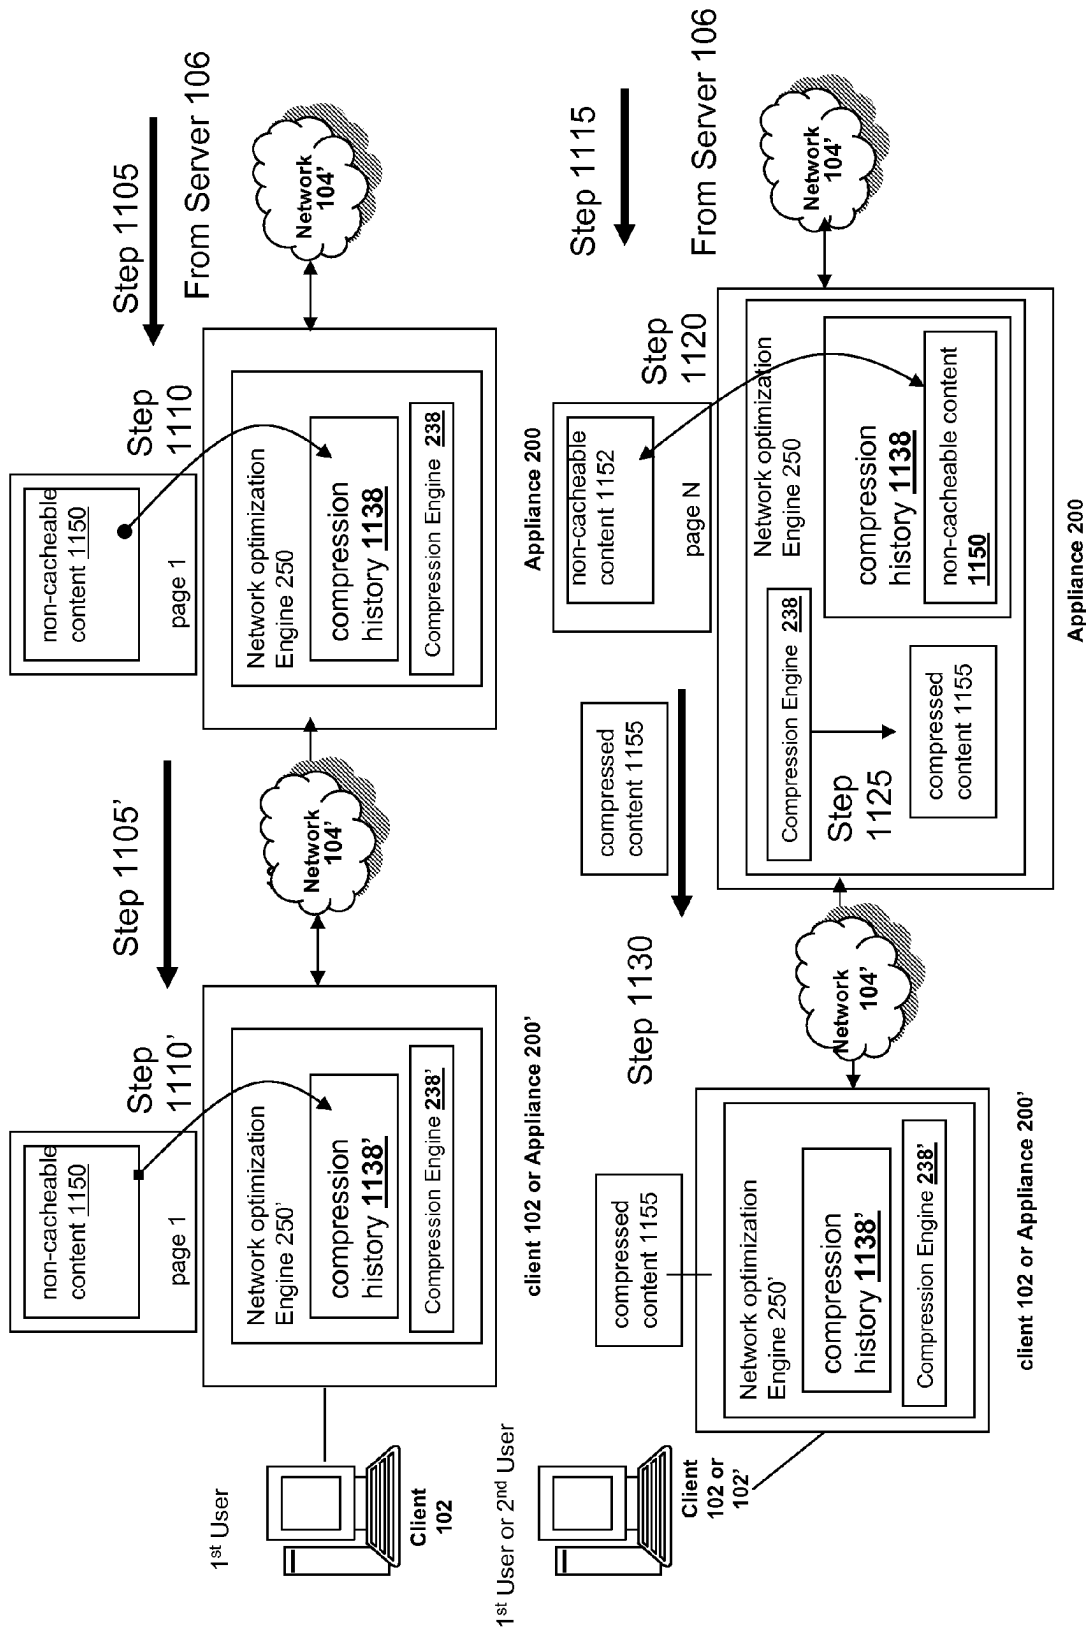 1st User
Client
102
non-cacheable
content 1150
page 1
Step
1110’
Network optimization
Engine 250’
compression
history 1138’
Compression Engine 238’
client 102 or Appliance 200’
Step 1105’
Network
104’
non-cacheable
content 1150
page 1
Step
1110
Network optimization
Engine 250
compression
history 1138
Compression Engine 238
Appliance 200
Step 1105
From Server 106
Network
104’
1st User or 2nd User
Client
102 or
102’
compressed
content 1155
Network optimization
Engine 250’
compression
history 1138’
Compression Engine 238’
client 102 or Appliance 200’
Step 1130
compressed
content 1155
Network
104’
non-cacheable
content 1152
page N
Step
1120
Compression Engine 238
Step
1125
compressed
content 1155
Network optimization
Engine 250
compression
history 1138
non-cacheable content
1150
Appliance 200
Step 1115
From Server 106
Network
104’